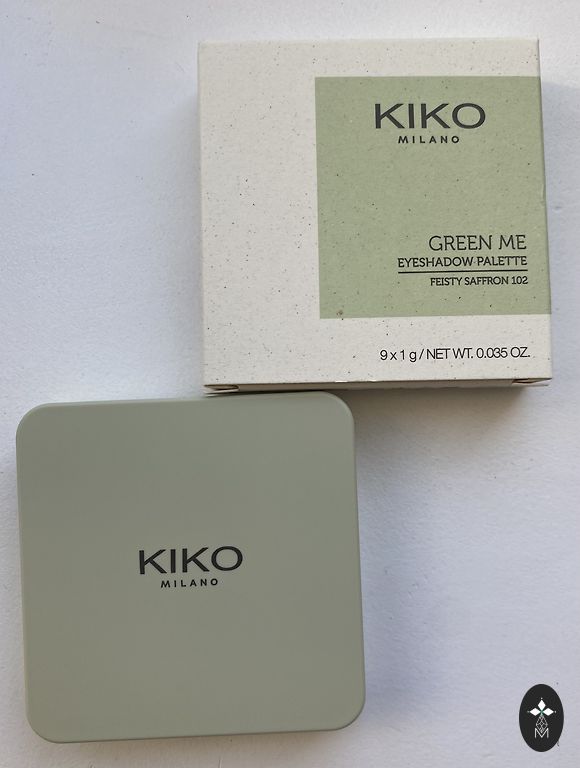 KIKO
MILANO
GREEN ME
EYESHADOW PALETTE
FEISTY SAFFRON 102
9 x 1 g / NET WT. 0.035 OZ.
KIKO
MILANO
M